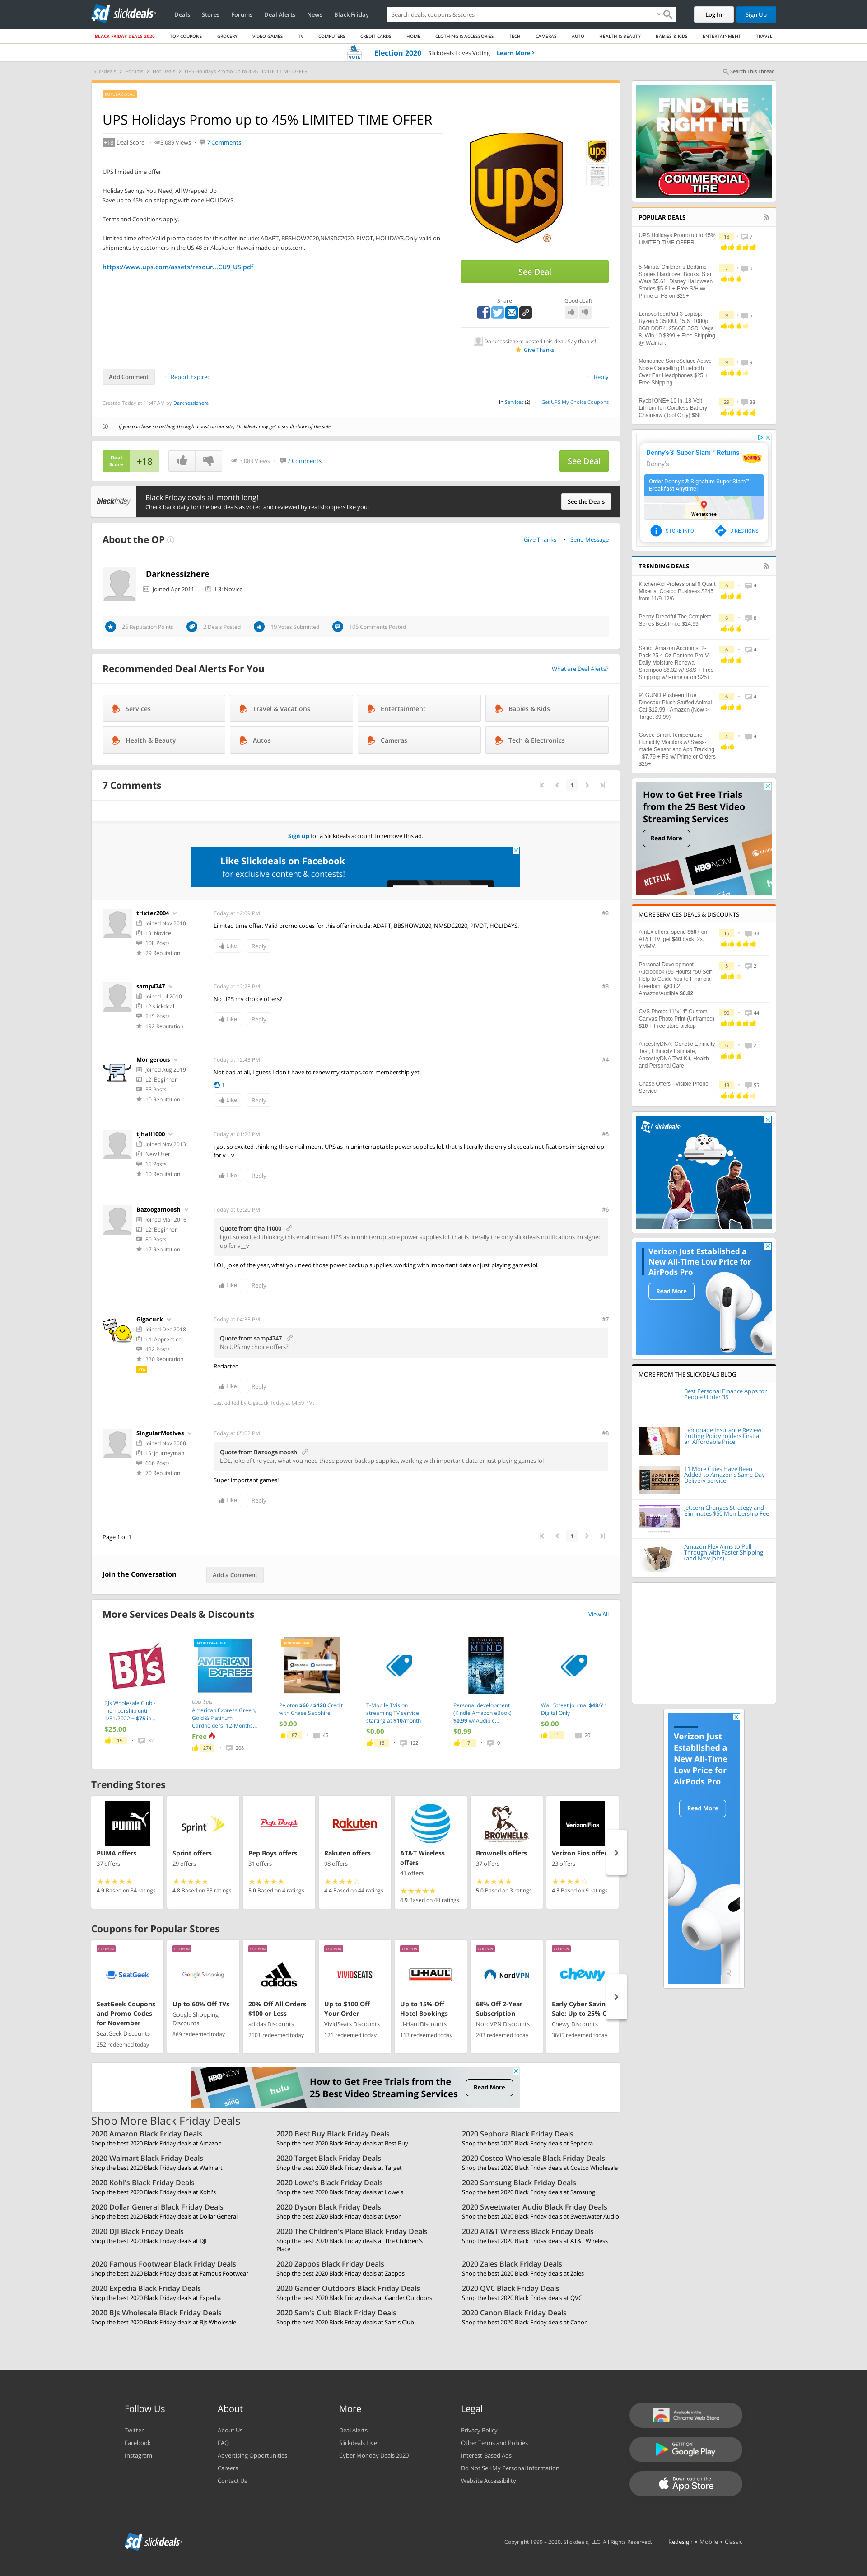 slickdeals
Deals
Stores
Forums
Deal Alerts
News
Black Friday
Search deals, coupons & stores
Log In
Sign Up
BLACK FRIDAY DEALS 2020
TOP COUPONS
GROCERY
VIDEO GAMES
TV
COMPUTERS
CREDIT CARDS
HOME
CLOTHING & ACCESSORIES
TECH
CAMERAS
AUTO
HEALTH & BEAUTY
BABIES & KIDS
ENTERTAINMENT
TRAVEL
VOTE
Election 2020 Slickdeals Loves Voting Learn More
Slickdeals Forums Hot Deals UPS Holidays Promo up to 45% LIMITED TIME OFFER
Search This Thread
POPULAR DEAL
UPS Holidays Promo up to 45% LIMITED TIME OFFER
+18 Deal Score 3,089 Views 7 Comments
UPS limited time offer
Holiday Savings You Need, All Wrapped Up
Save up to 45% on shipping with code HOLIDAYS.
Terms and Conditions apply.
Limited time offer.Valid promo codes for this offer include: ADAPT, BBSHOW2020,NMSDC2020, PIVOT, HOLIDAYS.Only valid on
shipments by customers in the US 48 or Alaska or Hawaii made on ups.com.
https://www.ups.com/assets/resour...CU9_US.pdf
ups
See Deal
Share
Good deal?
Darknessizhere posted this deal. Say thanks!
Give Thanks
Add Comment
Report Expired
Reply
Created Today at 11:47 AM by Darknessizhere
in Services (2) Get UPS My Choice Coupons
If you purchase something through a post on our site, Slickdeals may get a small share of the sale.
Deal Score +18
3,089 Views 7 Comments
See Deal
blackfriday
Black Friday deals all month long!
Check back daily for the best deals as voted and reviewed by real shoppers like you.
See the Deals
About the OP
Give Thanks Send Message
Darknessizhere
Joined Apr 2011 L3: Novice
25 Reputation Points
2 Deals Posted
19 Votes Submitted
105 Comments Posted
Recommended Deal Alerts For You
What are Deal Alerts?
Services
Travel & Vacations
Entertainment
Babies & Kids
Health & Beauty
Autos
Cameras
Tech & Electronics
7 Comments
1
Sign up for a Slickdeals account to remove this ad.
Like Slickdeals on Facebook
for exclusive content & contests!
trixter2004
Joined Nov 2010
L3: Novice
108 Posts
29 Reputation
Today at 12:09 PM
#2
Limited time offer. Valid promo codes for this offer include: ADAPT, BBSHOW2020, NMSDC2020, PIVOT, HOLIDAYS.
Like
Reply
samp4747
Joined Jul 2010
L2:slickdeal
215 Posts
192 Reputation
Today at 12:23 PM
#3
No UPS my choice offers?
Like
Reply
Morigerous
Joined Aug 2019
L2: Beginner
35 Posts
10 Reputation
Today at 12:43 PM
#4
Not bad at all, I guess I don't have to renew my stamps.com membership yet.
1
Like
Reply
tjhall1000
Joined Nov 2013
New User
15 Posts
10 Reputation
Today at 01:26 PM
#5
i got so excited thinking this email meant UPS as in uninterruptable power supplies lol. that is literally the only slickdeals notifications im signed up
for v__v
Like
Reply
Bazoogamoosh
Joined Mar 2016
L2: Beginner
80 Posts
17 Reputation
Today at 03:20 PM
#6
Quote from tjhall1000
i got so excited thinking this email meant UPS as in uninterruptable power supplies lol. that is literally the only slickdeals notifications im signed
up for v__v
LOL, joke of the year, what you need those power backup supplies, working with important data or just playing games lol
Like
Reply
Gigacuck
Joined Dec 2018
L4: Apprentice
432 Posts
330 Reputation
Today at 04:35 PM
#7
Quote from samp4747
No UPS my choice offers?
Redacted
Like
Reply
Last edited by Gigacuck Today at 04:59 PM.
SingularMotives
Joined Nov 2008
L5: Journeyman
666 Posts
70 Reputation
Today at 05:02 PM
#8
Quote from Bazoogamoosh
LOL, joke of the year, what you need those power backup supplies, working with important data or just playing games lol
Super important games!
Like
Reply
Page 1 of 1
1
Join the Conversation
Add a Comment
More Services Deals & Discounts
View All
BJ's
BJs Wholesale Club -
membership until
1/31/2022 + $75 in...
$25.00
15 32
FRONTPAGE DEAL
AMERICAN EXPRESS
Uber Eats
American Express Green,
Gold & Platinum
Cardholders: 12-Months...
Free
274 208
POPULAR DEAL
Peloton $60 / $120 Credit
with Chase Sapphire
$0.00
87 45
T-Mobile TVision
streaming TV service
starting at $10/month
$0.00
16 122
MIND
Personal development
(Kindle Amazon eBook)
$0.99 w/ Audible...
$0.99
7 0
Wall Street Journal $48/Yr
Digital Only
$0.00
11 20
Trending Stores
PUMA
PUMA offers
37 offers
4.9 Based on 34 ratings
Sprint
Sprint offers
29 offers
4.8 Based on 33 ratings
Pep Boys
Pep Boys offers
31 offers
5.0 Based on 4 ratings
Rakuten
Rakuten offers
98 offers
4.4 Based on 44 ratings
AT&T
AT&T Wireless
offers
41 offers
4.9 Based on 40 ratings
BROWNELLS
Brownells offers
37 offers
5.0 Based on 3 ratings
Verizon Fios
Verizon Fios offer
23 offers
4.3 Based on 9 ratings
Coupons for Popular Stores
COUPON
SeatGeek
SeatGeek Coupons
and Promo Codes
for November
SeatGeek Discounts
252 redeemed today
COUPON
Google Shopping
Up to 60% Off TVs
Google Shopping
Discounts
889 redeemed today
COUPON
adidas
20% Off All Orders
$100 or Less
adidas Discounts
2501 redeemed today
COUPON
VIVIDSEATS
Up to $100 Off
Your Order
VividSeats Discounts
121 redeemed today
COUPON
U-HAUL
Up to 15% Off
Hotel Bookings
U-Haul Discounts
113 redeemed today
COUPON
NordVPN
68% Off 2-Year
Subscription
NordVPN Discounts
203 redeemed today
COUPON
chewy
Early Cyber Saving
Sale: Up to 25% O
Chewy Discounts
3605 redeemed today
HBO NOW
hulu
sling
How to Get Free Trials from the
25 Best Video Streaming Services
Read More
Shop More Black Friday Deals
2020 Amazon Black Friday Deals
Shop the best 2020 Black Friday deals at Amazon
2020 Best Buy Black Friday Deals
Shop the best 2020 Black Friday deals at Best Buy
2020 Sephora Black Friday Deals
Shop the best 2020 Black Friday deals at Sephora
2020 Walmart Black Friday Deals
Shop the best 2020 Black Friday deals at Walmart
2020 Target Black Friday Deals
Shop the best 2020 Black Friday deals at Target
2020 Costco Wholesale Black Friday Deals
Shop the best 2020 Black Friday deals at Costco Wholesale
2020 Kohl's Black Friday Deals
Shop the best 2020 Black Friday deals at Kohl's
2020 Lowe's Black Friday Deals
Shop the best 2020 Black Friday deals at Lowe's
2020 Samsung Black Friday Deals
Shop the best 2020 Black Friday deals at Samsung
2020 Dollar General Black Friday Deals
Shop the best 2020 Black Friday deals at Dollar General
2020 Dyson Black Friday Deals
Shop the best 2020 Black Friday deals at Dyson
2020 Sweetwater Audio Black Friday Deals
Shop the best 2020 Black Friday deals at Sweetwater Audio
2020 DJI Black Friday Deals
Shop the best 2020 Black Friday deals at DJI
2020 The Children's Place Black Friday Deals
Shop the best 2020 Black Friday deals at The Children's
Place
2020 AT&T Wireless Black Friday Deals
Shop the best 2020 Black Friday deals at AT&T Wireless
2020 Famous Footwear Black Friday Deals
Shop the best 2020 Black Friday deals at Famous Footwear
2020 Zappos Black Friday Deals
Shop the best 2020 Black Friday deals at Zappos
2020 Zales Black Friday Deals
Shop the best 2020 Black Friday deals at Zales
2020 Expedia Black Friday Deals
Shop the best 2020 Black Friday deals at Expedia
2020 Gander Outdoors Black Friday Deals
Shop the best 2020 Black Friday deals at Gander Outdoors
2020 QVC Black Friday Deals
Shop the best 2020 Black Friday deals at QVC
2020 BJs Wholesale Black Friday Deals
Shop the best 2020 Black Friday deals at BJs Wholesale
2020 Sam's Club Black Friday Deals
Shop the best 2020 Black Friday deals at Sam's Club
2020 Canon Black Friday Deals
Shop the best 2020 Black Friday deals at Canon
FIND THE
RIGHT FIT
COMMERCIAL
TIRE
POPULAR DEALS
UPS Holidays Promo up to 45%
LIMITED TIME OFFER
18 7
5-Minute Children's Bedtime
Stories Hardcover Books: Star
Wars $5.61, Disney Halloween
Stories $5.81 + Free S/H w/
Prime or FS on $25+
7 0
Lenovo IdeaPad 3 Laptop:
Ryzen 5 3500U, 15.6" 1080p,
8GB DDR4, 256GB SSD, Vega
8, Win 10 $399 + Free Shipping
@ Walmart
9 5
Monoprice SonicSolace Active
Noise Cancelling Bluetooth
Over Ear Headphones $25 +
Free Shipping
9 9
Ryobi ONE+ 10 in. 18-Volt
Lithium-Ion Cordless Battery
Chainsaw (Tool Only) $66
29 38
Denny's® Super Slam™ Returns
Denny's
Order Denny's® Signature Super Slam™
Breakfast Anytime!
Wenatchee
STORE INFO
DIRECTIONS
TRENDING DEALS
KitchenAid Professional 6 Quart
Mixer at Costco Business $245
from 11/9-12/6
6 4
Penny Dreadful The Complete
Series Best Price $14.99
6 8
Select Amazon Accounts: 2-
Pack 25.4-Oz Pantene Pro-V
Daily Moisture Renewal
Shampoo $6.32 w/ S&S + Free
Shipping w/ Prime or on $25+
6 4
9" GUND Pusheen Blue
Dinosaur Plush Stuffed Animal
Cat $12.99 - Amazon (Now >
Target $9.99)
6 4
Govee Smart Temperature
Humidity Monitors w/ Swiss-
made Sensor and App Tracking
- $7.79 + FS w/ Prime or Orders
$25+
4 4
How to Get Free Trials
from the 25 Best Video
Streaming Services
Read More
NETFLIX
HBO NOW
hulu
sling
MORE SERVICES DEALS & DISCOUNTS
AmEx offers: spend $50+ on
AT&T TV, get $40 back, 2x.
YMMV.
15 33
Personal Development
Audiobook (95 Hours) "50 Self-
Help to Guide You to Financial
Freedom" @0.82
Amazon/Audible $0.82
5 2
CVS Photo: 11"x14" Custom
Canvas Photo Print (Unframed)
$10 + Free store pickup
90 44
AncestryDNA: Genetic Ethnicity
Test, Ethnicity Estimate,
AncestryDNA Test Kit, Health
and Personal Care
6 2
Chase Offers - Visible Phone
Service
13 55
slickdeals
Verizon Just Established a
New All-Time Low Price for
AirPods Pro
Read More
MORE FROM THE SLICKDEALS BLOG
Best Personal Finance Apps for
People Under 35
Lemonade Insurance Review:
Putting Policyholders First at
an Affordable Price
11 More Cities Have Been
Added to Amazon's Same-Day
Delivery Service
Jet.com Changes Strategy and
Eliminates $50 Membership Fee
Amazon Flex Aims to Pull
Through with Faster Shipping
(and New Jobs)
Verizon Just
Established a
New All-Time
Low Price for
AirPods Pro
Read More
Follow Us
Twitter
Facebook
Instagram
About
About Us
FAQ
Advertising Opportunities
Careers
Contact Us
More
Deal Alerts
Slickdeals Live
Cyber Monday Deals 2020
Legal
Privacy Policy
Other Terms and Policies
Interest-Based Ads
Do Not Sell My Personal Information
Website Accessibility
Available in the
Chrome Web Store
GET IT ON
Google Play
Download on the
App Store
slickdeals
Copyright 1999 – 2020. Slickdeals, LLC. All Rights Reserved.
Redesign • Mobile • Classic